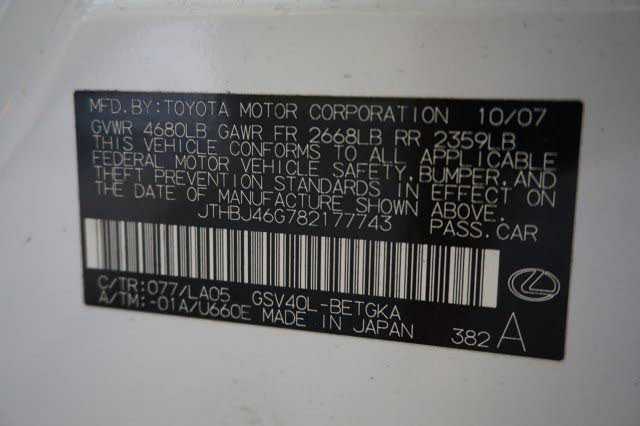 MFD.BY:TOYOTA MOTOR CORPORATION 10/07
GVWR 4680LB GAWR FR 2668LB RR 2359LB
THIS VEHICLE CONFORMS TO ALL APPLICABLE
FEDERAL MOTOR VEHICLE SAFETY,BUMPER,AND
THEFT PREVENTION STANDARDS IN EFFECT ON
THE DATE OF MANUFACTURE SHOWN ABOVE.
JTHBJ46G782177743 PASS.CAR
C/TR:077/LA05 GSV40L-BETGKA
A/TM:-01A/U660E MADE IN JAPAN 382 A